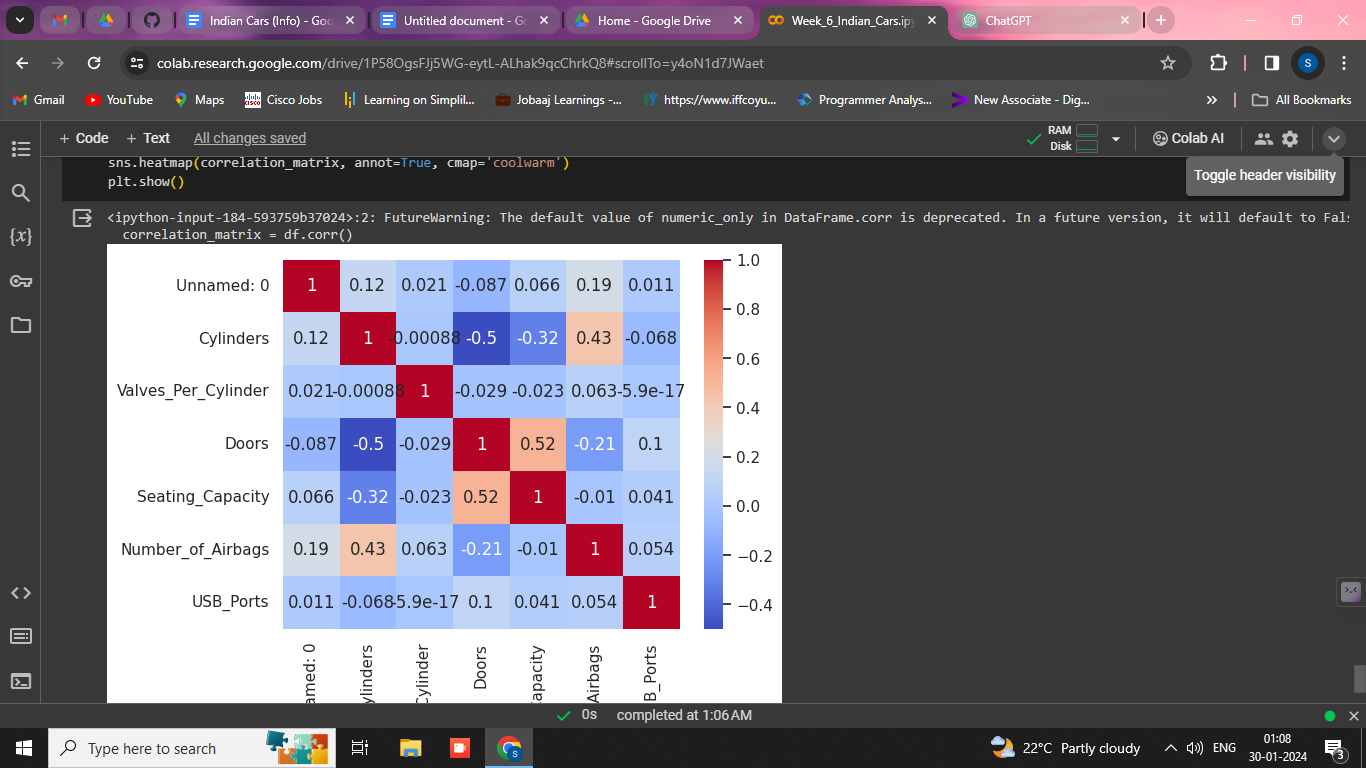 Indian Cars (Info) - Goo
Untitled document - Go
Home - Google Drive
Week_6_Indian_Cars.ipy
ChatGPT
colab.research.google.com/drive/1P58OgsFJj5WG-eytL-ALhak9qcChrkQ8#scrollTo=y4oN1d7JWaet
S
Gmail
YouTube
Maps
Cisco Jobs
Learning on Simplil...
Jobaaj Learnings -...
https://www.iffcoyu...
Programmer Analys...
New Associate - Dig...
»
All Bookmarks
+ Code + Text All changes saved
RAM
Disk
Colab AI
Toggle header visibility
sns.heatmap(correlation_matrix, annot=True, cmap='coolwarm')
plt.show()
<ipython-input-184-593759b37024>:2: FutureWarning: The default value of numeric_only in DataFrame.corr is deprecated. In a future version, it will default to Fals
correlation_matrix = df.corr()
Unnamed: 0 1 0.12 0.021 -0.087 0.066 0.19 0.011
Cylinders 0.12 1 -0.00088 -0.5 -0.32 0.43 -0.068
Valves_Per_Cylinder 0.021 -0.00088 1 -0.029 -0.023 0.063 -5.9e-17
Doors -0.087 -0.5 -0.029 1 0.52 -0.21 0.1
Seating_Capacity 0.066 -0.32 -0.023 0.52 1 -0.01 0.041
Number_of_Airbags 0.19 0.43 0.063 -0.21 -0.01 1 0.054
USB_Ports 0.011 -0.068 -5.9e-17 0.1 0.041 0.054 1
1.0
0.8
0.6
0.4
0.2
0.0
−0.2
−0.4
amed: 0
ylinders
Cylinder
Doors
apacity
Airbags
B_Ports
0s completed at 1:06 AM
Type here to search
22°C Partly cloudy
ENG
01:08
30-01-2024
3